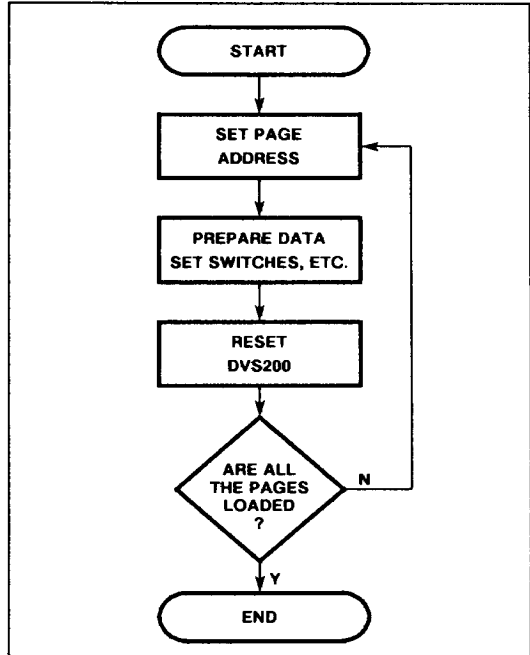 START
SET PAGE
ADDRESS
PREPARE DATA
SET SWITCHES, ETC.
RESET
DVS200
ARE ALL
THE PAGES
LOADED
?
N
Y
END